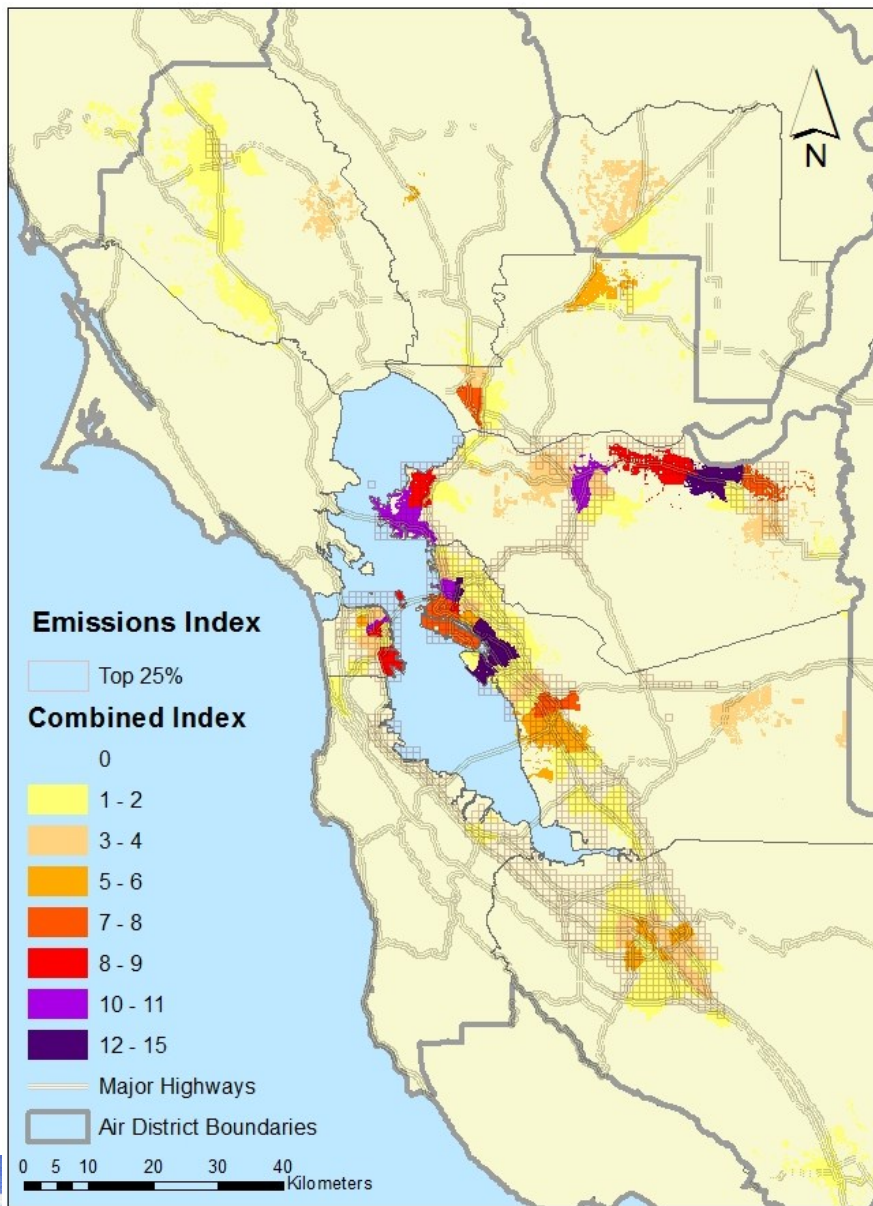 N
Emissions Index
Top 25%
Combined Index
0
1 - 2
3 - 4
5 - 6
7 - 8
8 - 9
10 - 11
12 - 15
Major Highways
Air District Boundaries
0 5 10 20 30 40
Kilometers